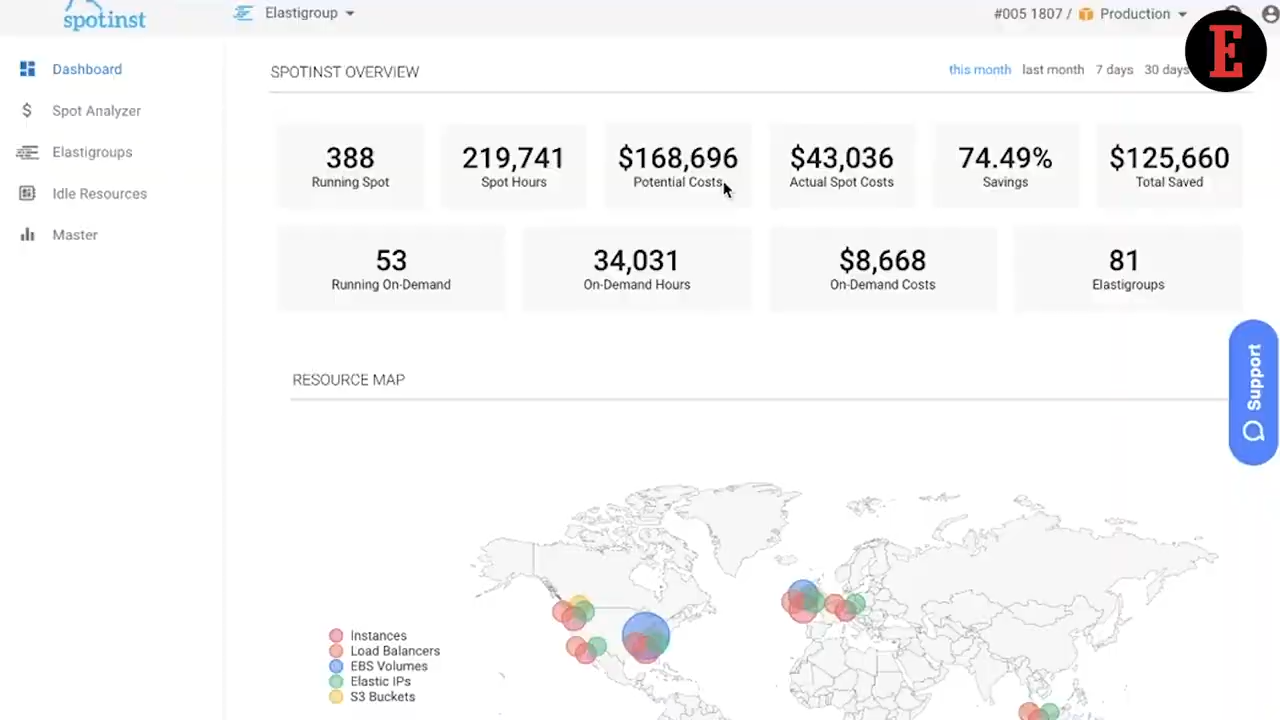 spotinst
Elastigroup
#005 1807 / Production
E
Dashboard
Spot Analyzer
Elastigroups
Idle Resources
Master
SPOTINST OVERVIEW
this month last month 7 days 30 days
388
Running Spot
219,741
Spot Hours
$168,696
Potential Costs
$43,036
Actual Spot Costs
74.49%
Savings
$125,660
Total Saved
53
Running On-Demand
34,031
On-Demand Hours
$8,668
On-Demand Costs
81
Elastigroups
Support
RESOURCE MAP
Instances
Load Balancers
EBS Volumes
Elastic IPs
S3 Buckets